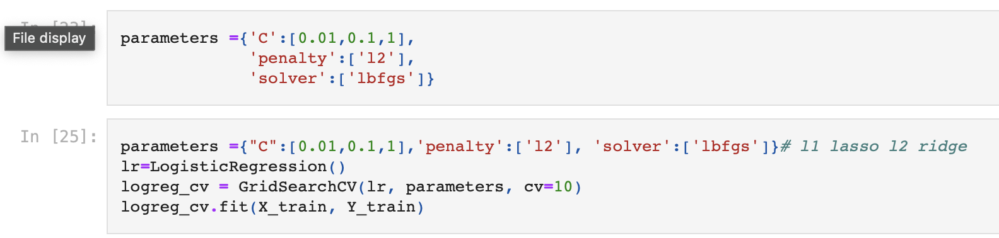 File display
parameters ={'C':[0.01,0.1,1],
'penalty':['l2'],
'solver':['lbfgs']}
In [25]:
parameters ={"C":[0.01,0.1,1],'penalty':['l2'], 'solver':['lbfgs']}# l1 lasso l2 ridge
lr=LogisticRegression()
logreg_cv = GridSearchCV(lr, parameters, cv=10)
logreg_cv.fit(X_train, Y_train)